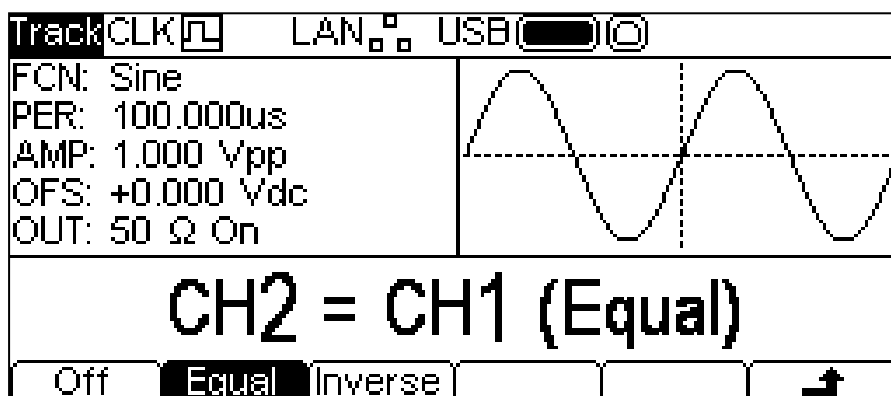 Track CLK LAN USB
FCN: Sine
PER: 100.000us
AMP: 1.000 Vpp
OFS: +0.000 Vdc
OUT: 50 Ω On
CH2 = CH1 (Equal)
Off Equal Inverse